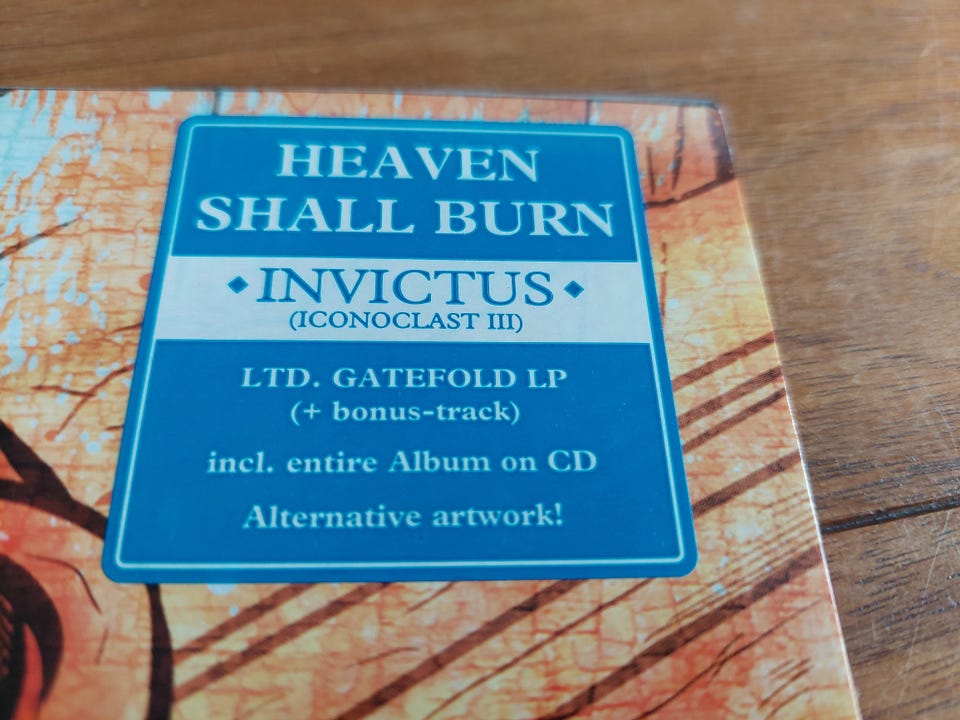 HEAVEN
SHALL BURN
◆ INVICTUS ◆
(ICONOCLAST III)
LTD. GATEFOLD LP
(+ bonus-track)
incl. entire Album on CD
Alternative artwork!